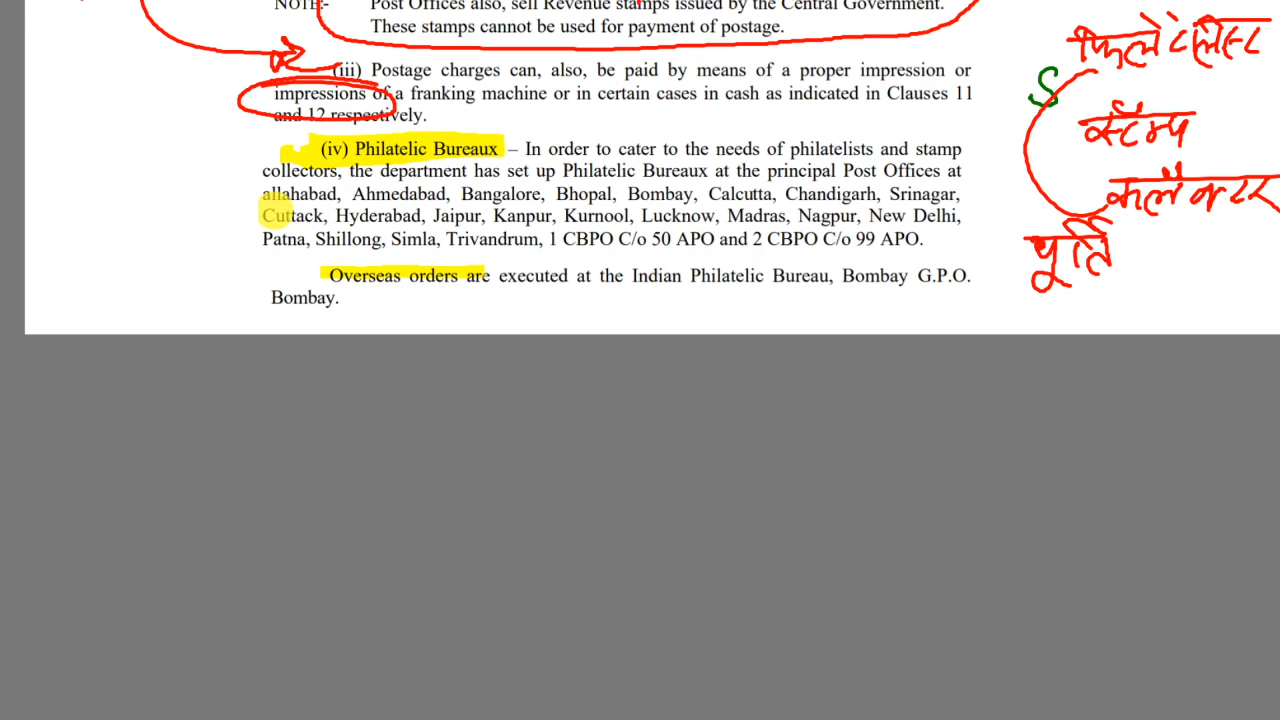 NOTE:- Post Offices also, sell Revenue stamps issued by the Central Government.
These stamps cannot be used for payment of postage.
(iii) Postage charges can, also, be paid by means of a proper impression or
impressions of a franking machine or in certain cases in cash as indicated in Clauses 11
and 12 respectively.
(iv) Philatelic Bureaux – In order to cater to the needs of philatelists and stamp
collectors, the department has set up Philatelic Bureaux at the principal Post Offices at
allahabad, Ahmedabad, Bangalore, Bhopal, Bombay, Calcutta, Chandigarh, Srinagar,
Cuttack, Hyderabad, Jaipur, Kanpur, Kurnool, Lucknow, Madras, Nagpur, New Delhi,
Patna, Shillong, Simla, Trivandrum, 1 CBPO C/o 50 APO and 2 CBPO C/o 99 APO.
Overseas orders are executed at the Indian Philatelic Bureau, Bombay G.P.O.
Bombay.
फिलेटेलिस्ट
S
स्टैम्प
कलैक्टर
पूर्ति